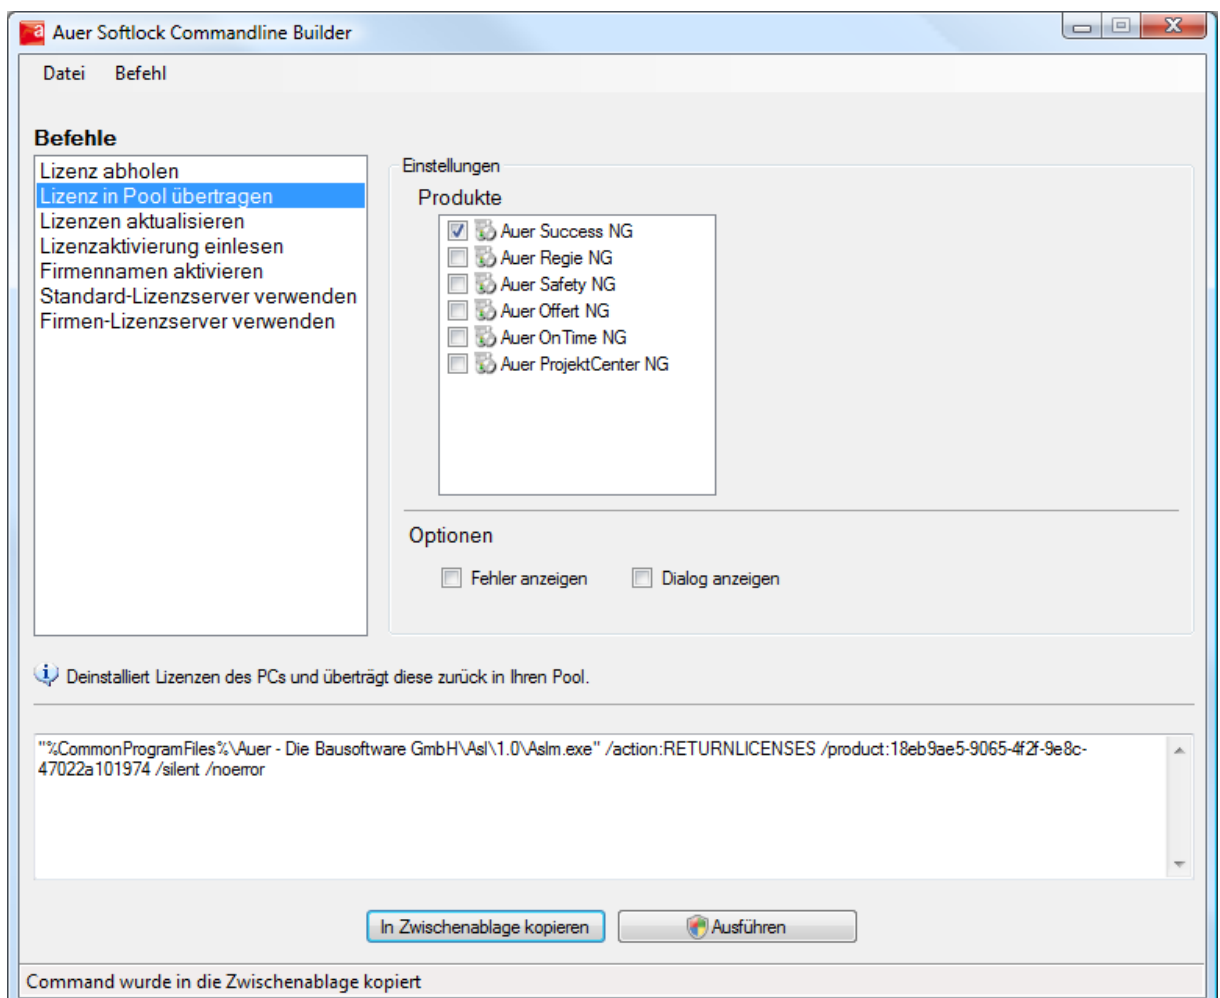 Auer Softlock Commandline Builder
Datei Befehl
Befehle
Lizenz abholen
Lizenz in Pool übertragen
Lizenzen aktualisieren
Lizenzaktivierung einlesen
Firmennamen aktivieren
Standard-Lizenzserver verwenden
Firmen-Lizenzserver verwenden
Einstellungen
Produkte
Auer Success NG
Auer Regie NG
Auer Safety NG
Auer Offert NG
Auer OnTime NG
Auer ProjektCenter NG
Optionen
Fehler anzeigen Dialog anzeigen
Deinstalliert Lizenzen des PCs und überträgt diese zurück in Ihren Pool.
"%CommonProgramFiles%\Auer - Die Bausoftware GmbH\Asl\1.0\Aslm.exe" /action:RETURNLICENSES /product:18eb9ae5-9065-4f2f-9e8c-
47022a101974 /silent /noerror
In Zwischenablage kopieren Ausführen
Command wurde in die Zwischenablage kopiert